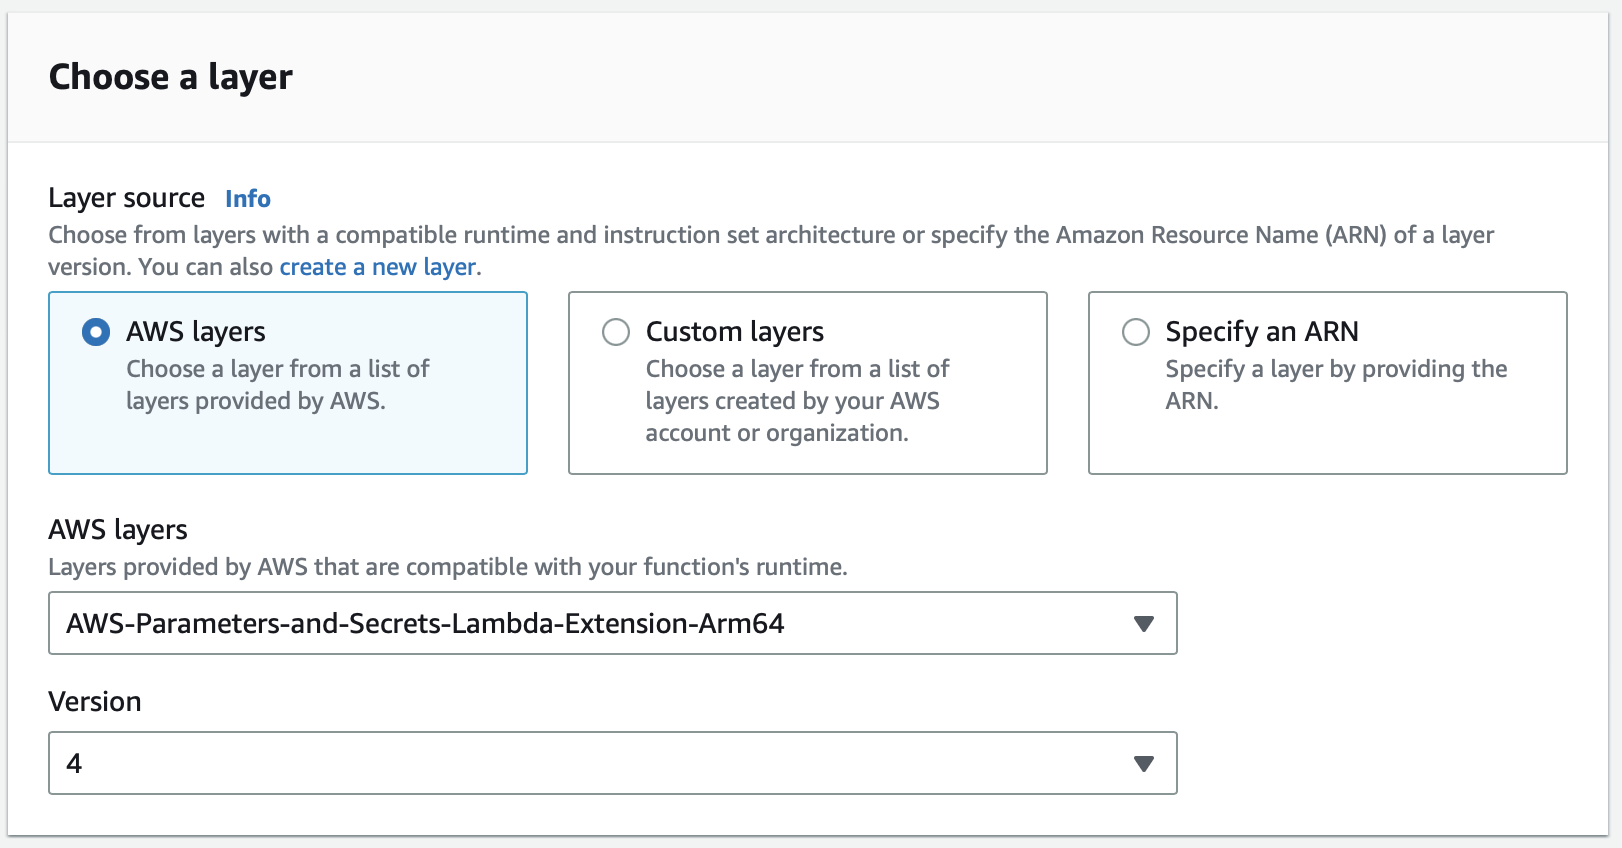 Choose a layer
Layer source Info
Choose from layers with a compatible runtime and instruction set architecture or specify the Amazon Resource Name (ARN) of a layer
version. You can also create a new layer.
AWS layers
Choose a layer from a list of
layers provided by AWS.
Custom layers
Choose a layer from a list of
layers created by your AWS
account or organization.
Specify an ARN
Specify a layer by providing the
ARN.
AWS layers
Layers provided by AWS that are compatible with your function's runtime.
AWS-Parameters-and-Secrets-Lambda-Extension-Arm64
Version
4